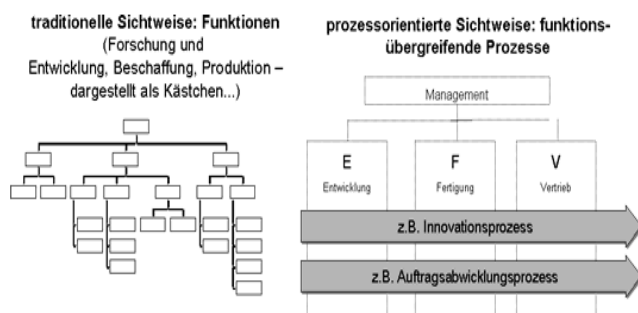 traditionelle Sichtweise: Funktionen
(Forschung und
Entwicklung, Beschaffung, Produktion –
dargestellt als Kästchen...)
prozessorientierte Sichtweise: funktions-
übergreifende Prozesse
Management
E
Entwicklung
F
Fertigung
V
Vertrieb
z.B. Innovationsprozess
z.B. Auftragsabwicklungsprozess